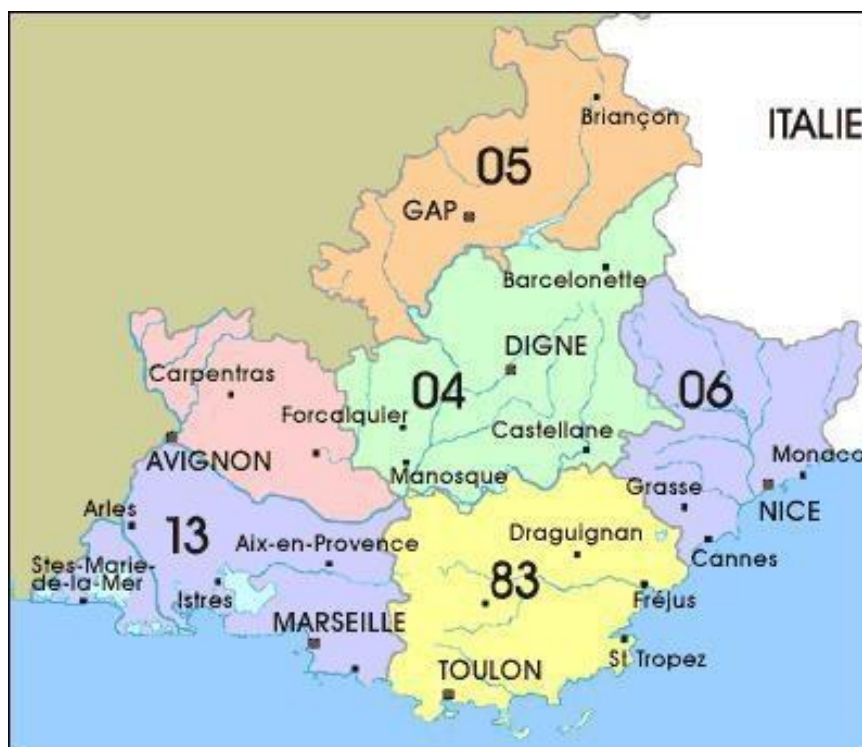 Briançon
ITALIE
05
GAP
Barcelonette
DIGNE
Carpentras
04
06
Forcalquier
Castellane
AVIGNON
Manosque
Monaco
Grasse
NICE
Arles
13
Aix-en-Provence
Draguignan
Cannes
Stes-Marie-
de-la-Mer
Istres
83
Fréjus
MARSEILLE
St Tropez
TOULON